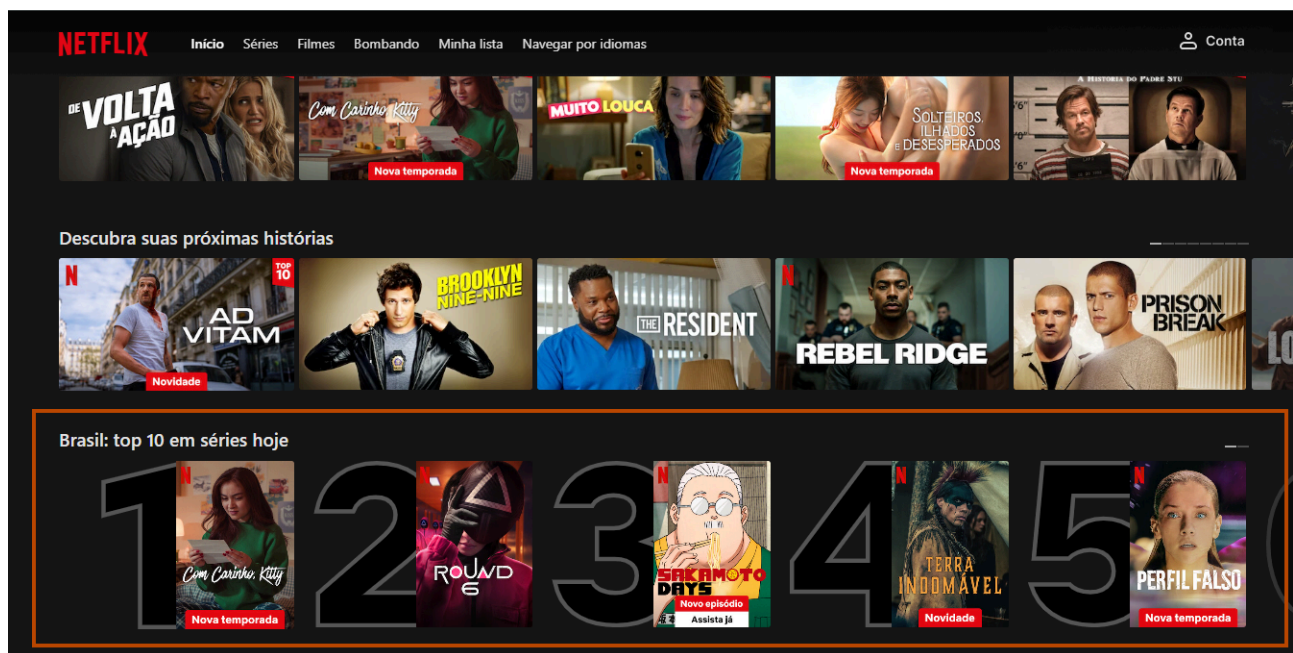 NETFLIX Início Séries Filmes Bombando Minha lista Navegar por idiomas Conta
DE VOLTA À AÇÃO
Com Carinho, Kitty
Nova temporada
MUITO LOUCA
SOLTEIROS, ILHADOS E DESESPERADOS
Nova temporada
A HISTÓRIA DO PADRE STU
Descubra suas próximas histórias
N
TOP 10
AD VITAM
Novidade
BROOKLYN NINE-NINE
THE RESIDENT
N
REBEL RIDGE
PRISON BREAK
LO
Brasil: top 10 em séries hoje
1
N
Com Carinho, Kitty
Nova temporada
2
N
ROUND 6
3
N
SAKAMOTO DAYS
Novo episódio
Assista já
4
N
TERRA INDOMÁVEL
Novidade
5
N
PERFIL FALSO
Nova temporada